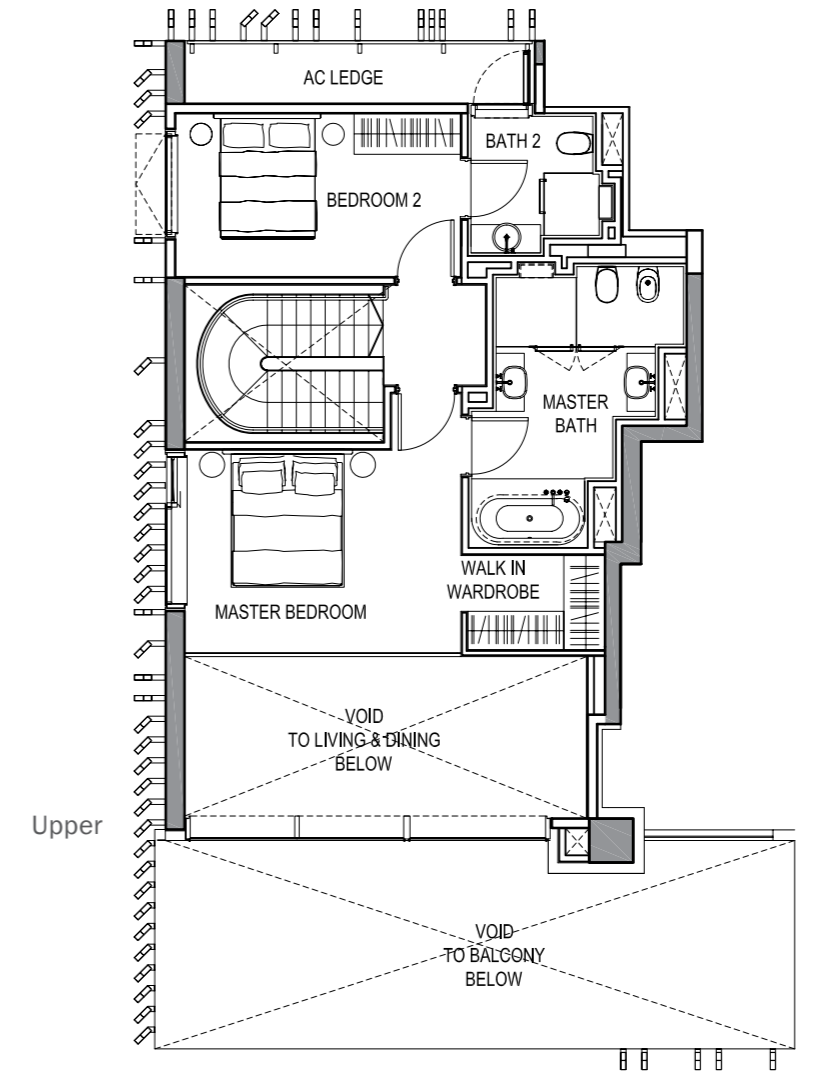 AC LEDGE
BATH 2
BEDROOM 2
MASTER
BATH
WALK IN
WARDROBE
MASTER BEDROOM
VOID
TO LIVING & DINING
BELOW
Upper
VOID
TO BALCONY
BELOW